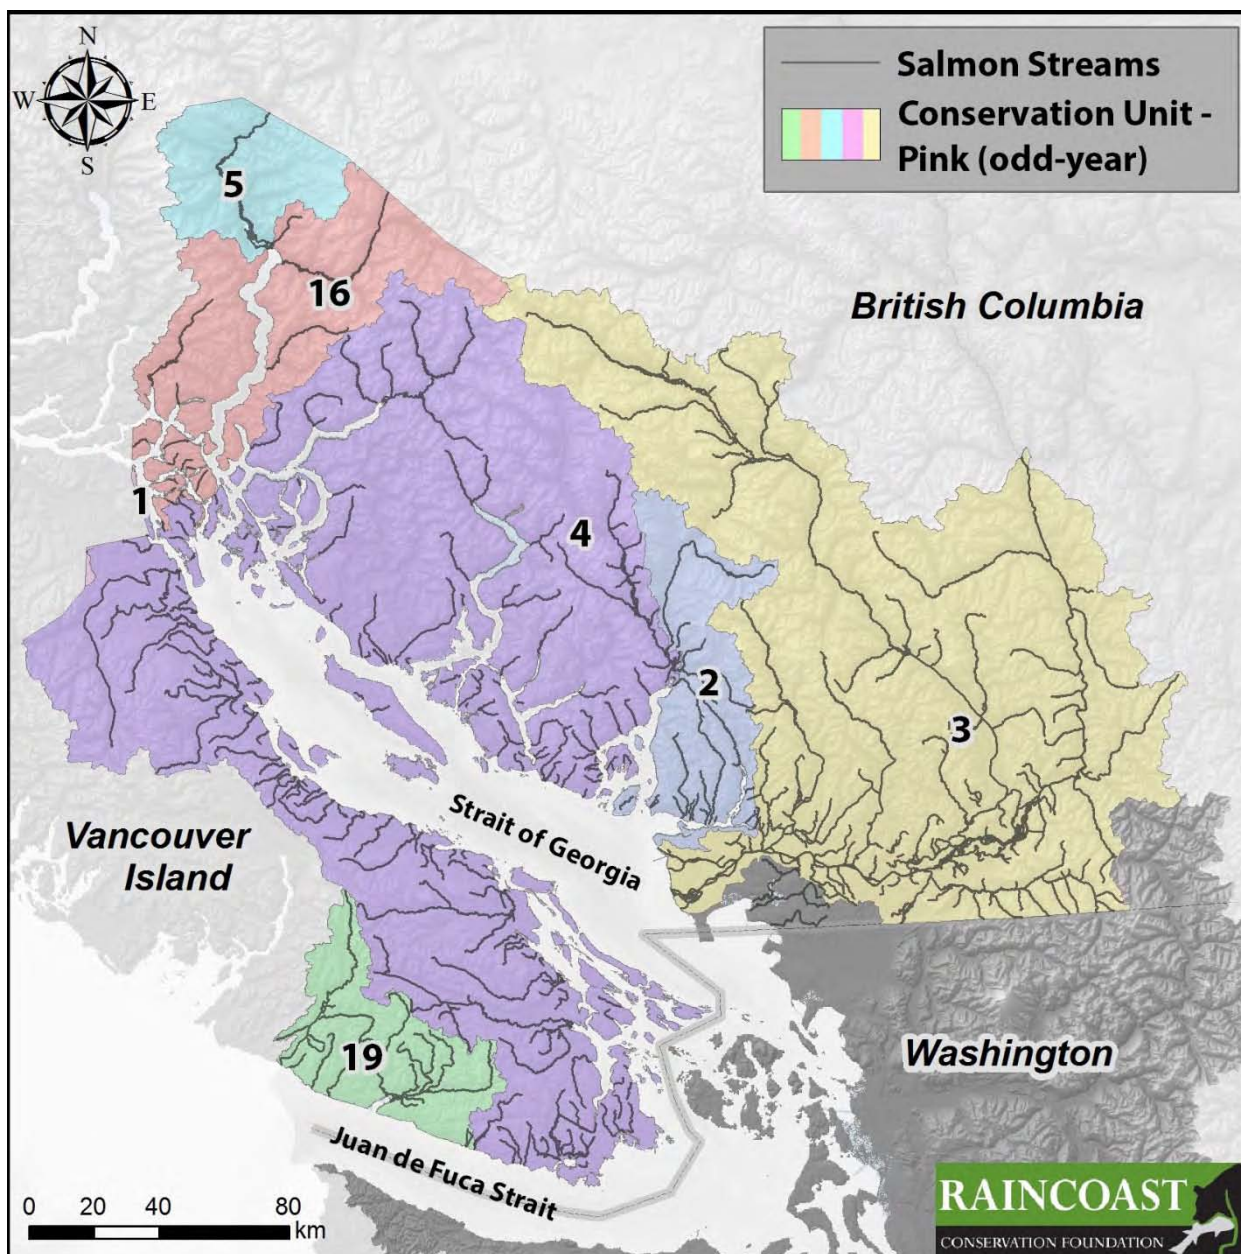 N
W E
S
Salmon Streams
Conservation Unit -
Pink (odd-year)
5
16
British Columbia
1
4
2
3
Strait of Georgia
Vancouver
Island
19
Washington
Juan de Fuca Strait
0 20 40 80
km
RAINCOAST
CONSERVATION FOUNDATION